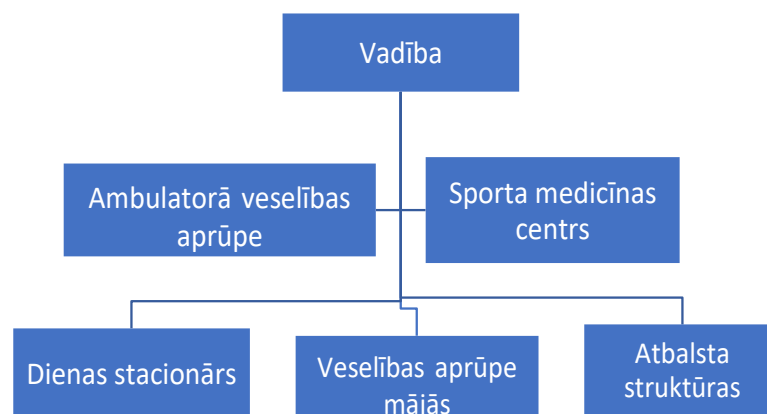 Vadība
Ambulatorā veselības
aprūpe
Sporta medicīnas
centrs
Dienas stacionārs
Veselības aprūpe
mājās
Atbalsta
struktūras